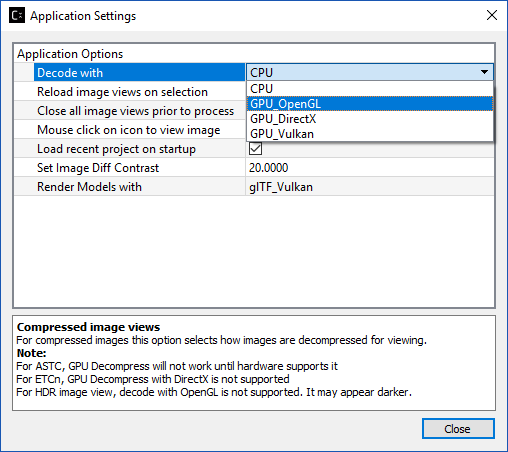 Application Settings
Application Options
Decode with CPU
Reload image views on selection CPU
Close all image views prior to process GPU_OpenGL
GPU_DirectX
Mouse click on icon to view image GPU_Vulkan
Load recent project on startup
Set Image Diff Contrast 20.0000
Render Models with glTF_Vulkan
Compressed image views
For compressed images this option selects how images are decompressed for viewing.
Note:
For ASTC, GPU Decompress will not work until hardware supports it
For ETCn, GPU Decompress with DirectX is not supported
For HDR image view, decode with OpenGL is not supported. It may appear darker.
Close